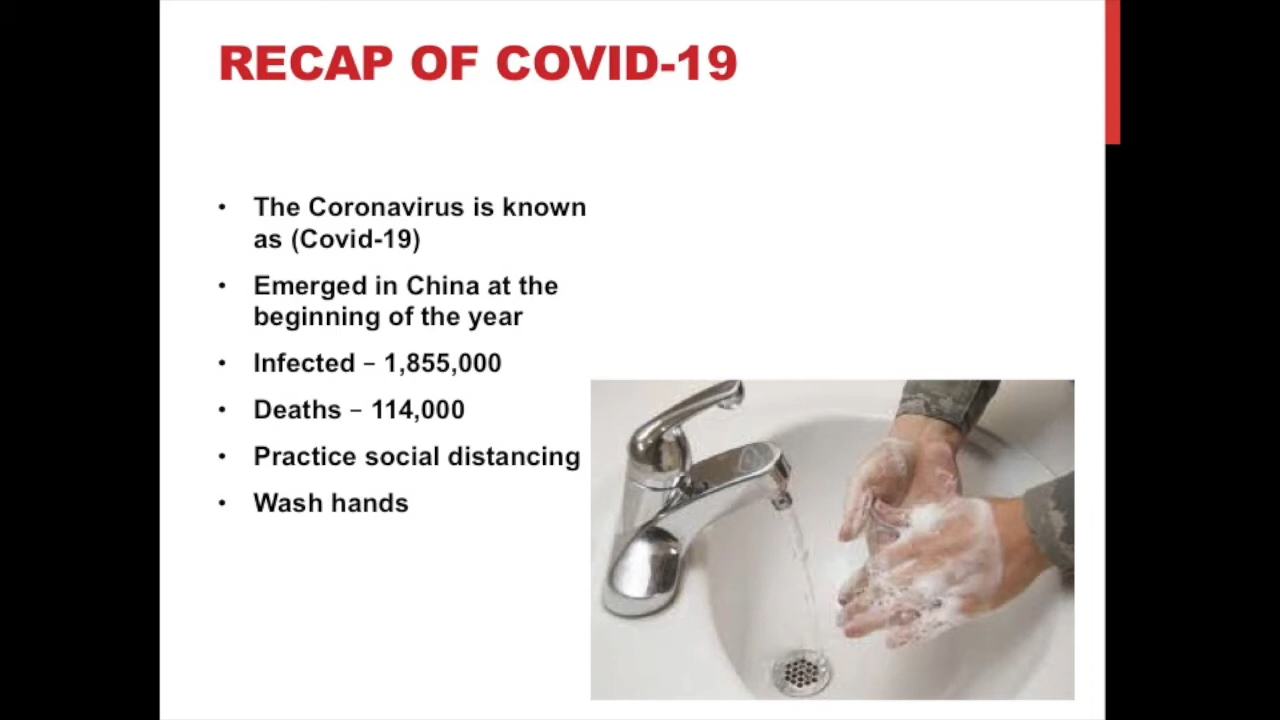 RECAP OF COVID-19
• The Coronavirus is known
as (Covid-19)
• Emerged in China at the
beginning of the year
• Infected – 1,855,000
• Deaths – 114,000
• Practice social distancing
• Wash hands